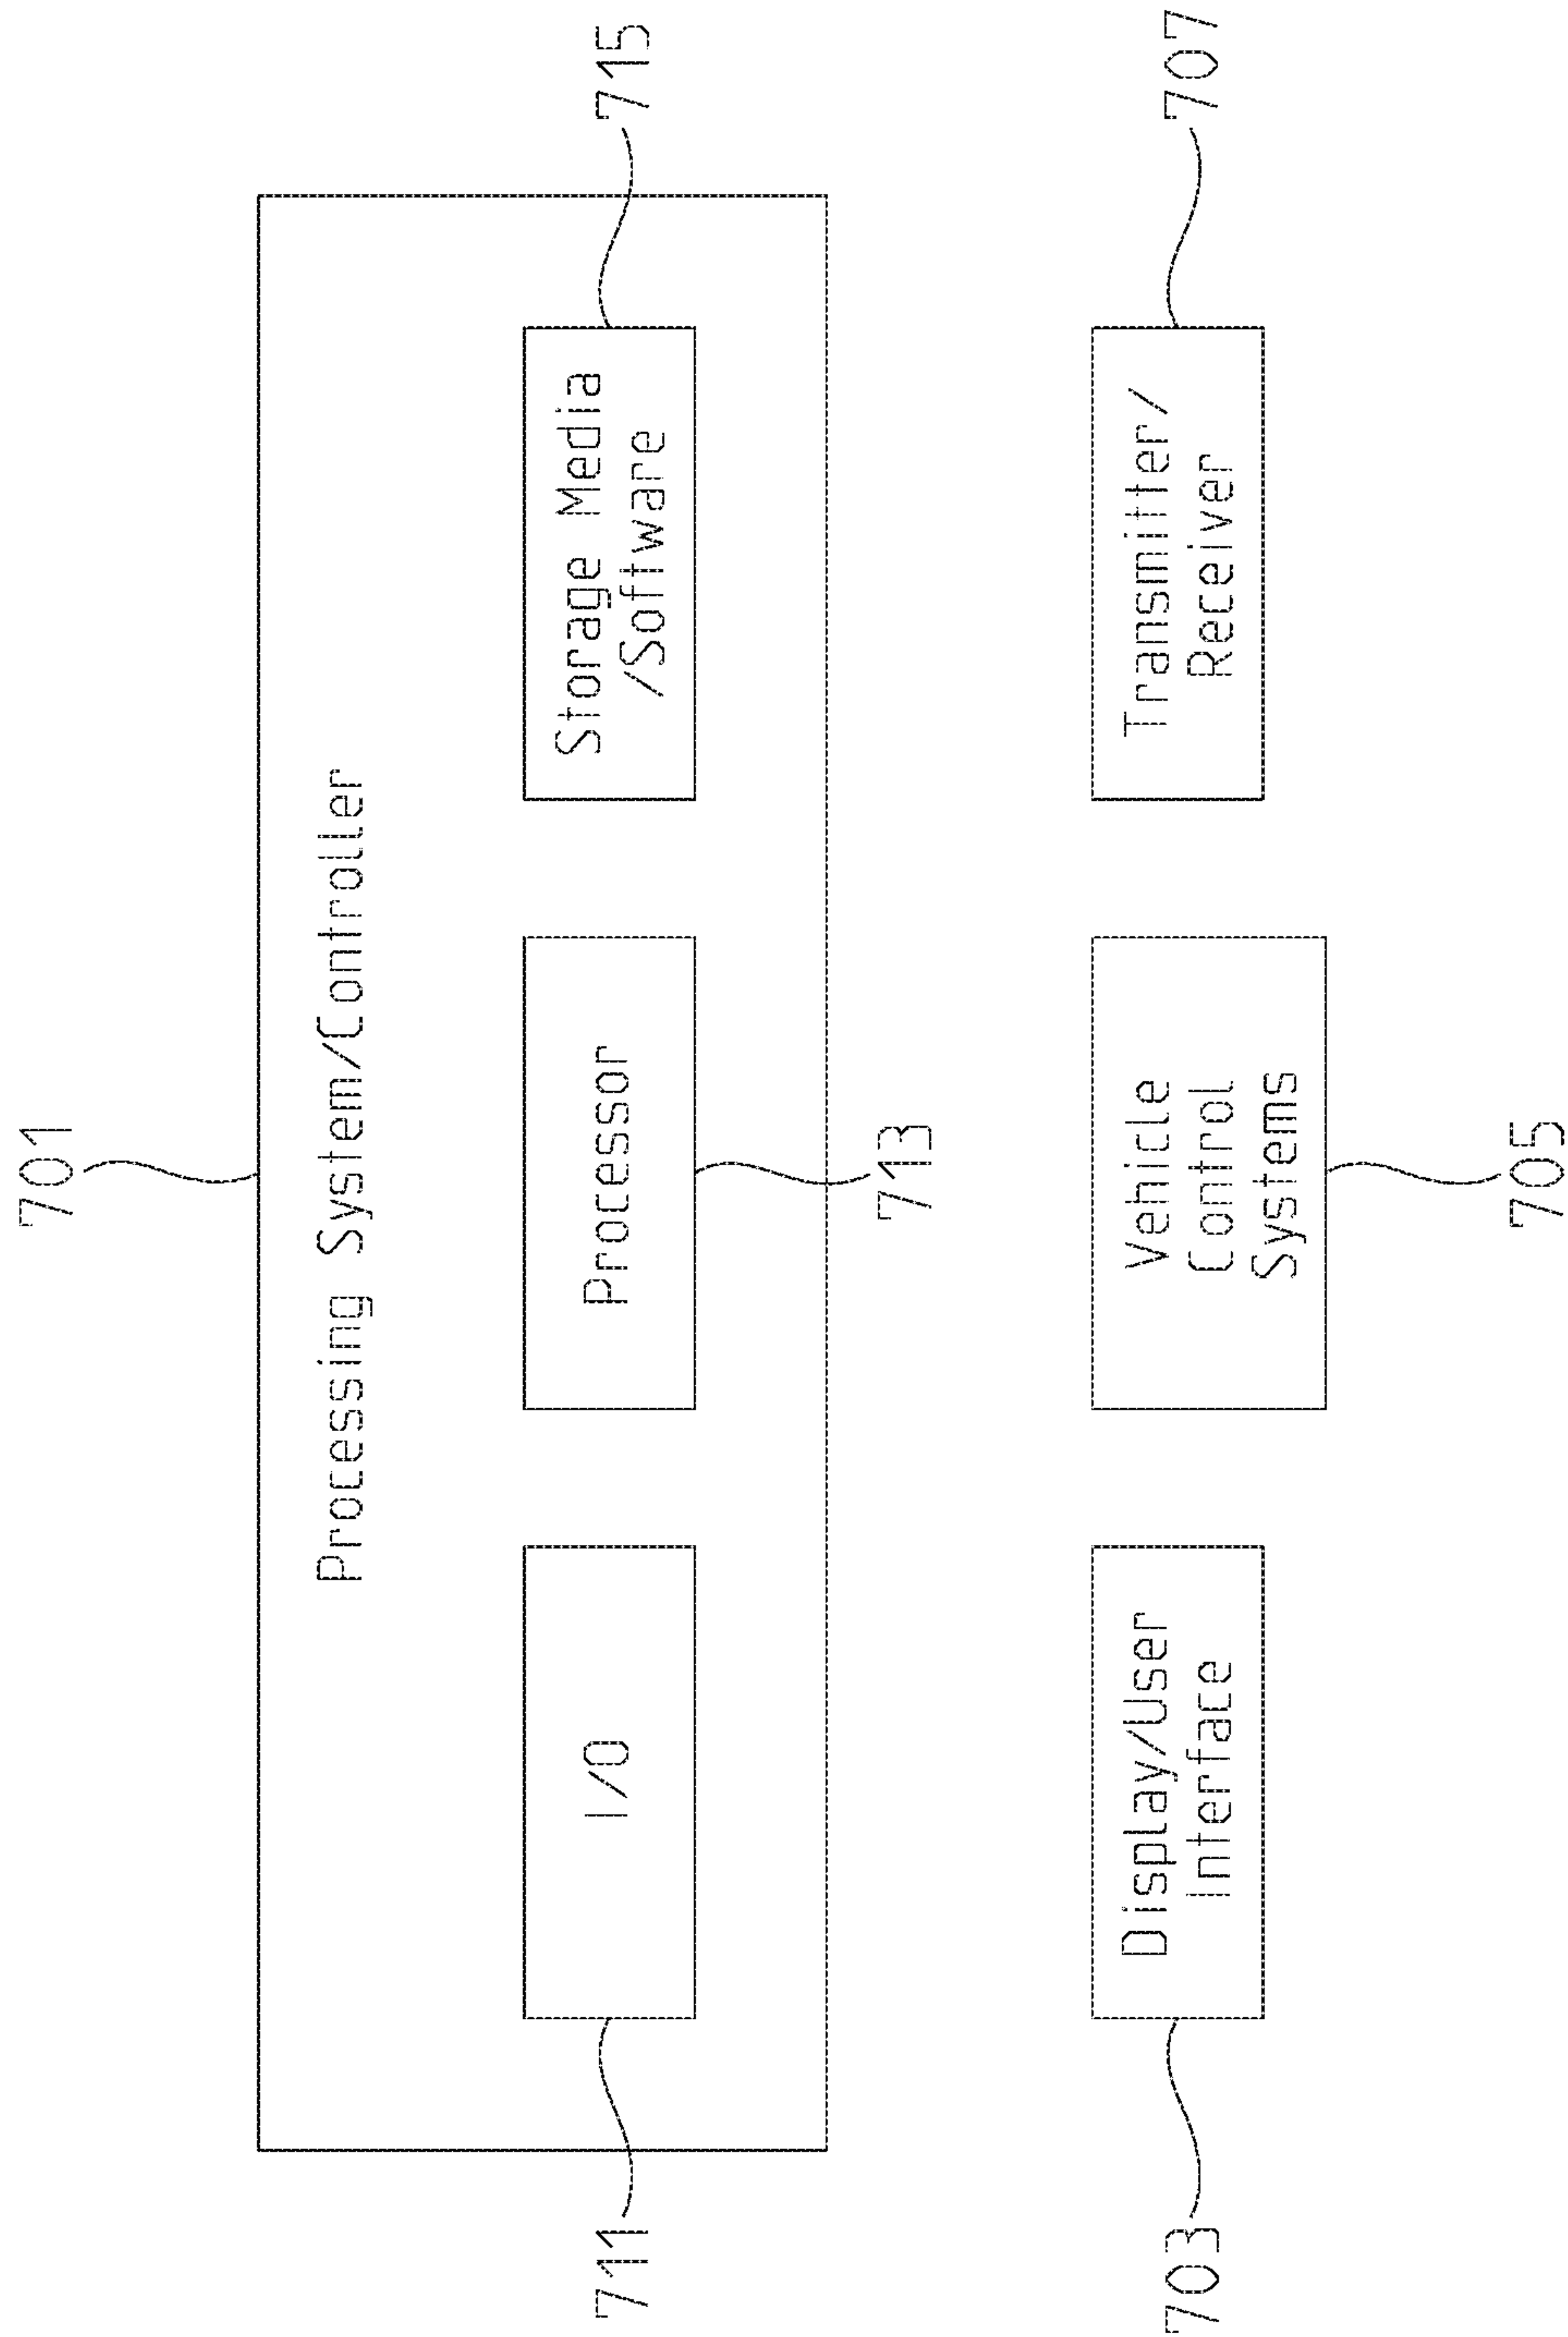 701
Processing System/Controller
I/O
Processor
Storage Media
/Software
711
713
715
Display/User
Interface
Vehicle
Control
Systems
Transmitter/
Receiver
703
705
707